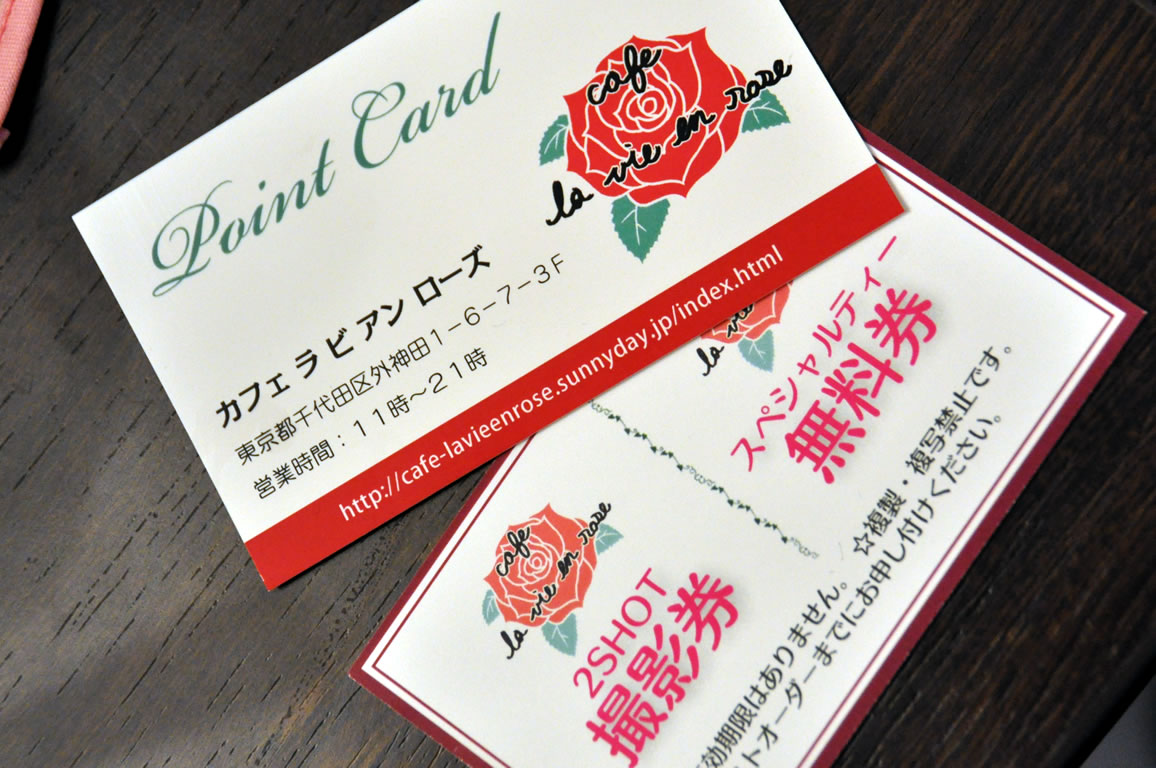 Point Card
cafe
la vie en rose
カフェ ラ ビ アン ローズ
東京都千代田区外神田1-6-7-3F
営業時間：11時～21時
http://cafe-lavieenrose.sunnyday.jp/index.html
la vie
スペシャルティー
無料券
cafe
la vie en rose
2SHOT
撮影券
効期限はありません。 ☆複製・複写禁止です。
トオーダーまでにお申し付けください。